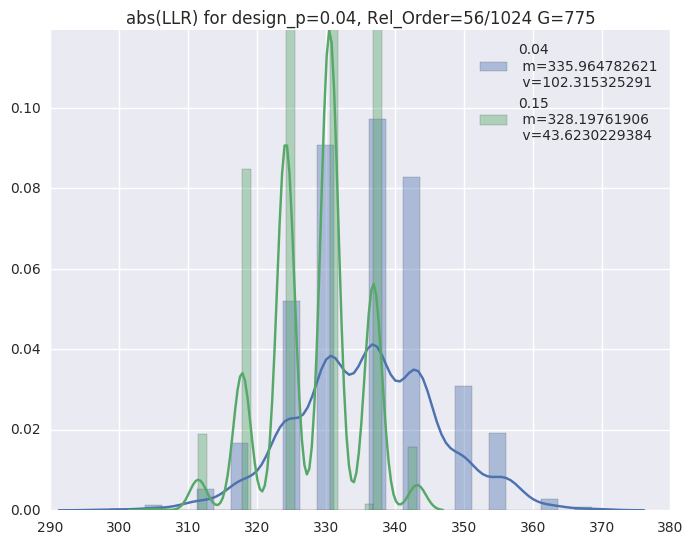 abs(LLR) for design_p=0.04, Rel_Order=56/1024 G=775
0.04
m=335.964782621
v=102.315325291
0.15
m=328.19761906
v=43.6230229384
0.10
0.08
0.06
0.04
0.02
0.00
290 300 310 320 330 340 350 360 370 380